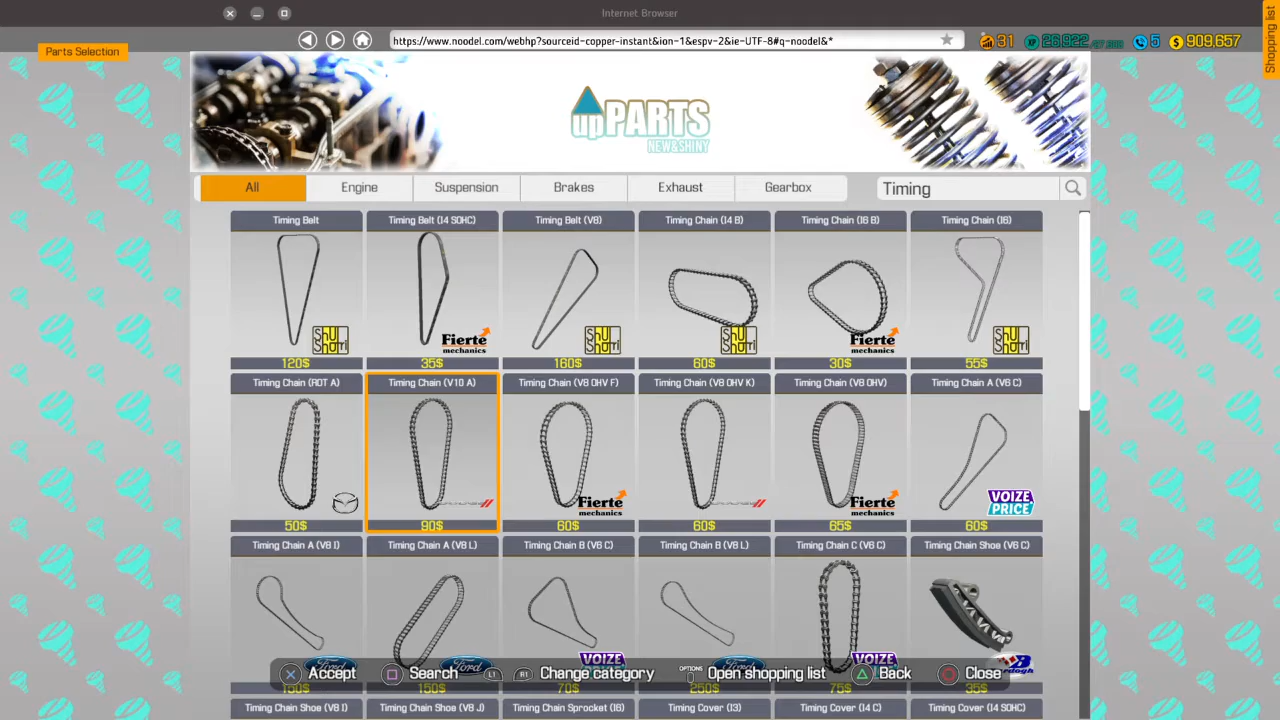 Internet Browser
Parts Selection
https://www.noodel.com/webhp?sourceid-copper-instant&ion-1&espv-2&ie-UTF-8#q-noodel&*
31
26,922
5
909,657
Shopping list
upPARTS
NEW&SHINY
All
Engine
Suspension
Brakes
Exhaust
Gearbox
Timing
Timing Belt
Timing Belt (I4 SOHC)
Timing Belt (V8)
Timing Chain (I4 B)
Timing Chain (I6 B)
Timing Chain (I6)
Fierte
mechanics
Fierte
mechanics
120$
35$
160$
60$
30$
55$
Timing Chain (ROT A)
Timing Chain (V10 A)
Timing Chain (V8 OHV F)
Timing Chain (V8 OHV K)
Timing Chain (V8 OHV)
Timing Chain A (V6 C)
Fierte
mechanics
Fierte
mechanics
VOIZE
PRICE
50$
90$
60$
60$
65$
60$
Timing Chain A (V8 I)
Timing Chain A (V8 L)
Timing Chain B (V6 C)
Timing Chain B (V8 L)
Timing Chain C (V6 C)
Timing Chain Shoe (V6 C)
Ford
Ford
VOIZE
Ford
VOIZE
Accept
Search
L1
R1
Change category
OPTIONS
Open shopping list
Back
Close
150$
150$
70$
250$
75$
35$
Timing Chain Shoe (V8 I)
Timing Chain Shoe (V8 J)
Timing Chain Sprocket (I6)
Timing Cover (I3)
Timing Cover (I4 C)
Timing Cover (I4 SOHC)